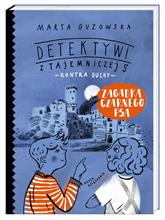 MARTA GUZOWSKA
DETEKTYWI
Z TAJEMNICZEJ 5
KONTRA DUCHY
ZAGADKA
CZARNEGO
PSA